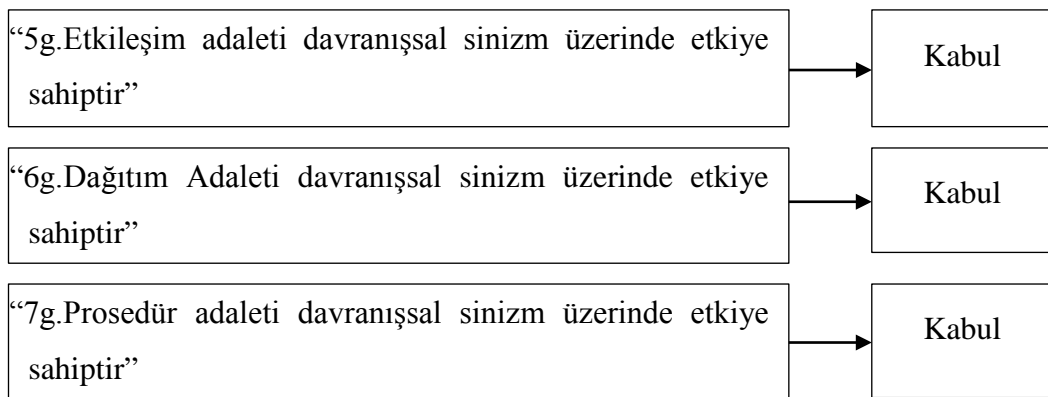 “5g.Etkileşim adaleti davranışsal sinizm üzerinde etkiye
sahiptir”
Kabul
“6g.Dağıtım Adaleti davranışsal sinizm üzerinde etkiye
sahiptir”
Kabul
“7g.Prosedür adaleti davranışsal sinizm üzerinde etkiye
sahiptir”
Kabul